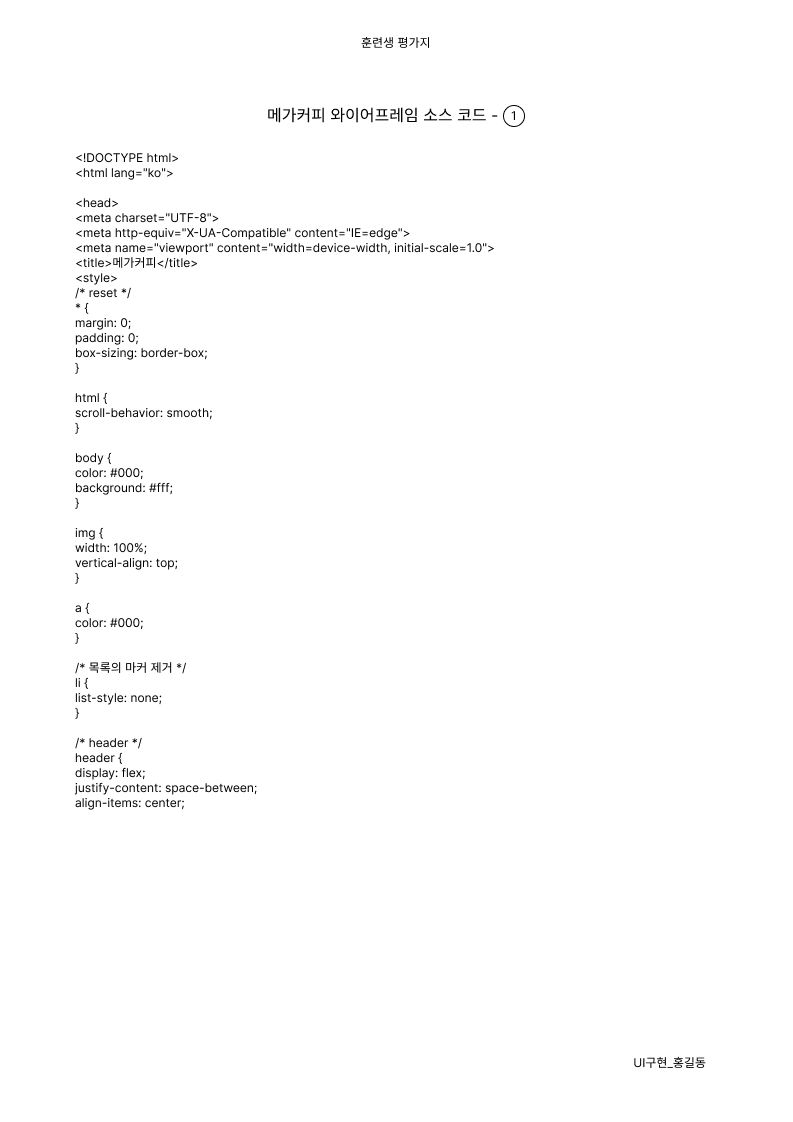 훈련생 평가지
메가커피 와이어프레임 소스 코드 - ①
<!DOCTYPE html>
<html lang="ko">
<head>
<meta charset="UTF-8">
<meta http-equiv="X-UA-Compatible" content="IE=edge">
<meta name="viewport" content="width=device-width, initial-scale=1.0">
<title>메가커피</title>
<style>
/* reset */
* {
margin: 0;
padding: 0;
box-sizing: border-box;
}
html {
scroll-behavior: smooth;
}
body {
color: #000;
background: #fff;
}
img {
width: 100%;
vertical-align: top;
}
a {
color: #000;
}
/* 목록의 마커 제거 */
li {
list-style: none;
}
/* header */
header {
display: flex;
justify-content: space-between;
align-items: center;
UI구현_홍길동